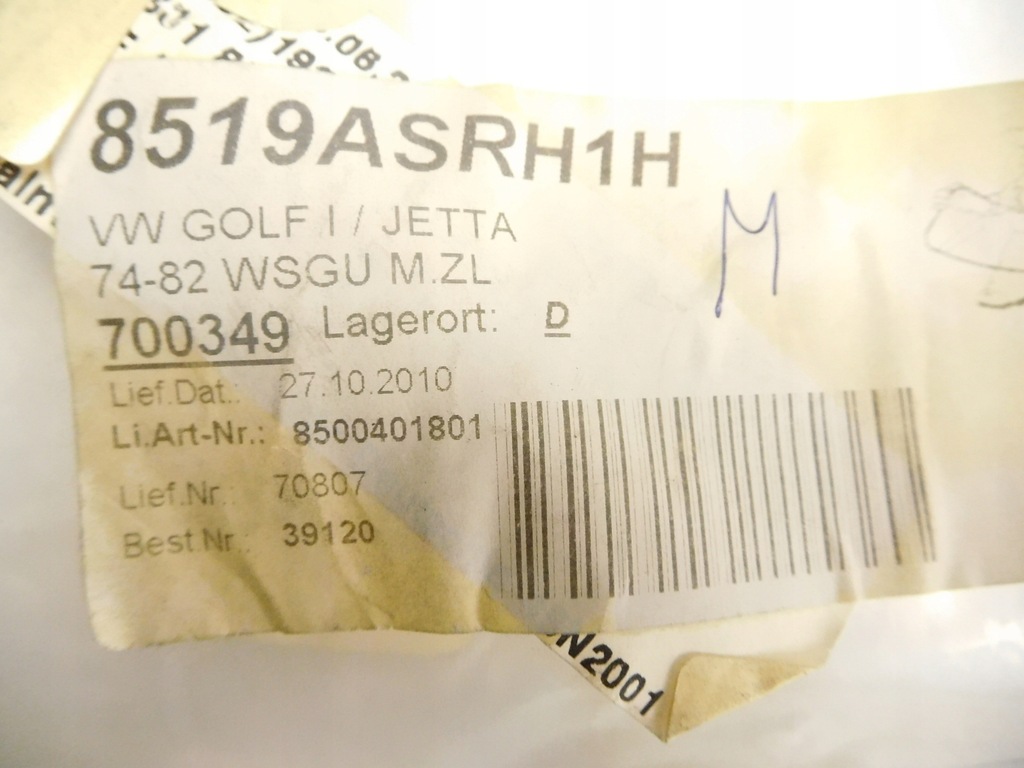 8519ASRH1H
VW GOLF I / JETTA
74-82 WSGU M.ZL
700349 Lagerort: D
Lief.Dat.: 27.10.2010
Li.Art-Nr.: 8500401801
Lief.Nr.: 70807
Best.Nr.: 39120
M
N2001